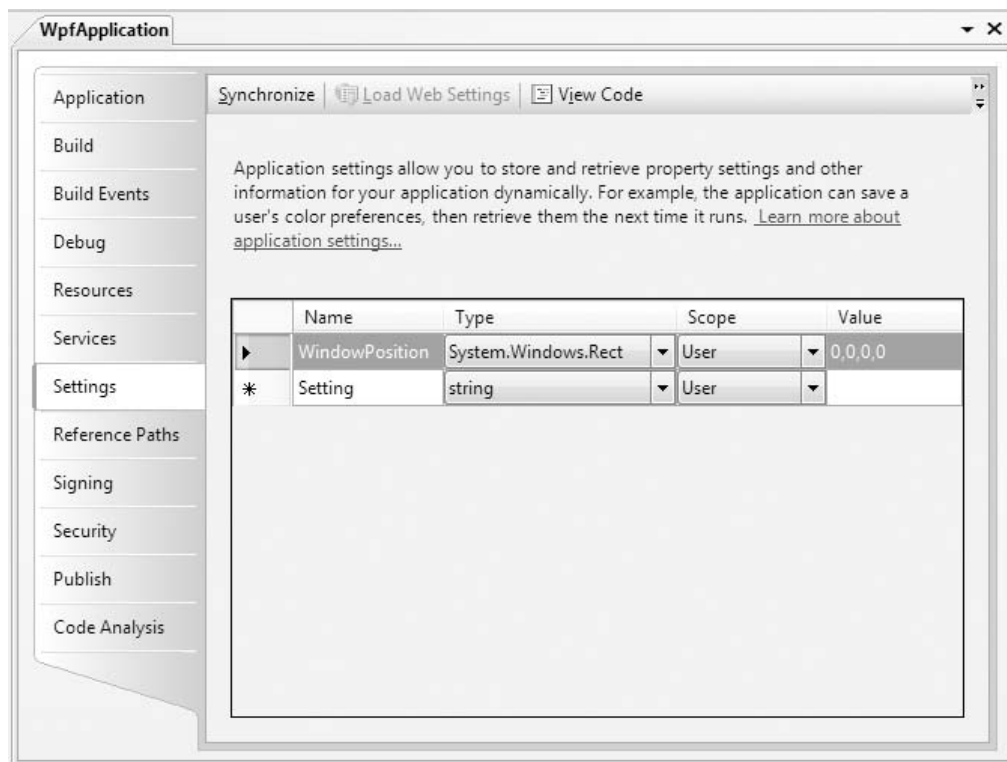 WpfApplication
Application
Build
Build Events
Debug
Resources
Services
Settings
Reference Paths
Signing
Security
Publish
Code Analysis
Synchronize | Load Web Settings | View Code
Application settings allow you to store and retrieve property settings and other
information for your application dynamically. For example, the application can save a
user's color preferences, then retrieve them the next time it runs. Learn more about
application settings...
Name Type Scope Value
WindowPosition System.Windows.Rect User 0,0,0,0
Setting string User